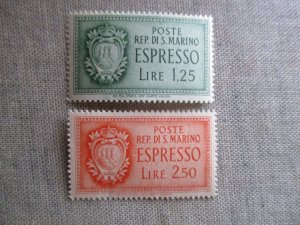 POSTE
REP. DI S. MARINO
ESPRESSO
LIRE 1.25
POSTE
REP. DI S. MARINO
ESPRESSO
LIRE 2.50